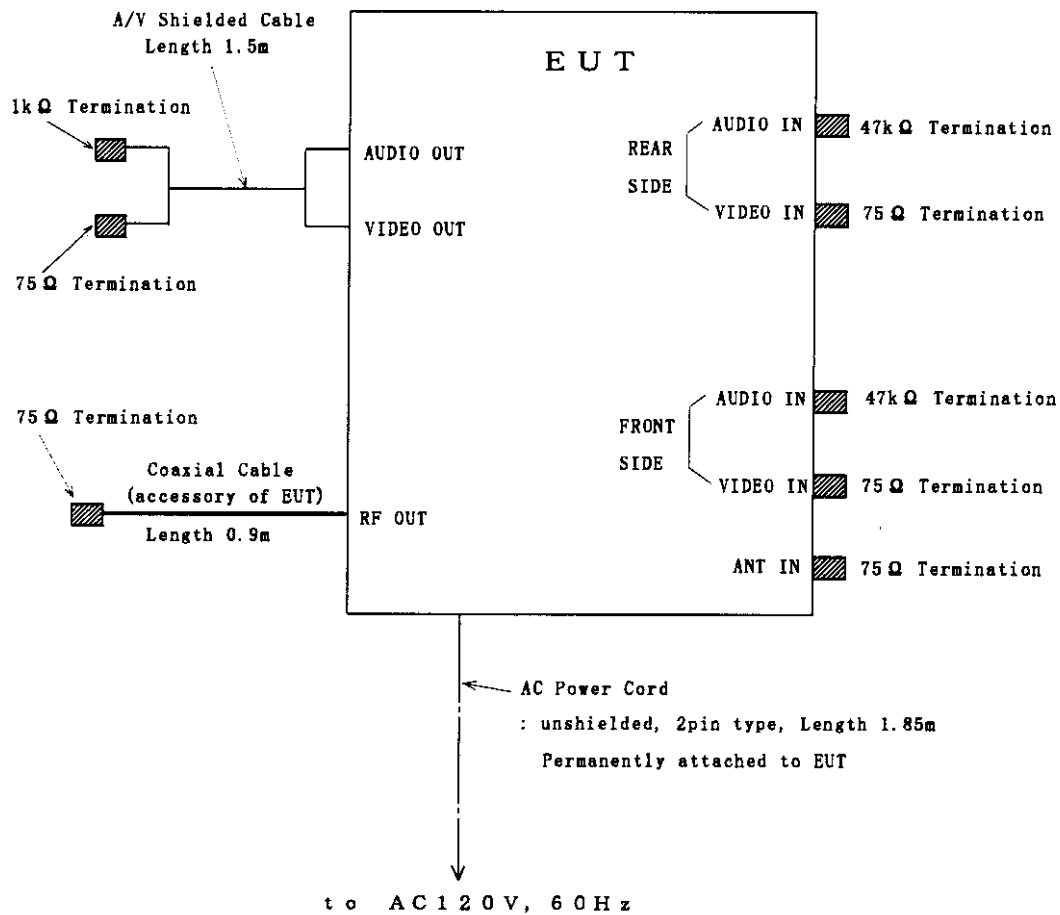 A/V Shielded Cable
Length 1.5m
EUT
1kΩ Termination
AUDIO OUT
VIDEO OUT
75Ω Termination
REAR
SIDE
AUDIO IN
47kΩ Termination
VIDEO IN
75Ω Termination
75Ω Termination
Coaxial Cable
(accessory of EUT)
Length 0.9m
RF OUT
FRONT
SIDE
AUDIO IN
47kΩ Termination
VIDEO IN
75Ω Termination
ANT IN
75Ω Termination
AC Power Cord
: unshielded, 2pin type, Length 1.85m
Permanently attached to EUT
to AC120V, 60Hz